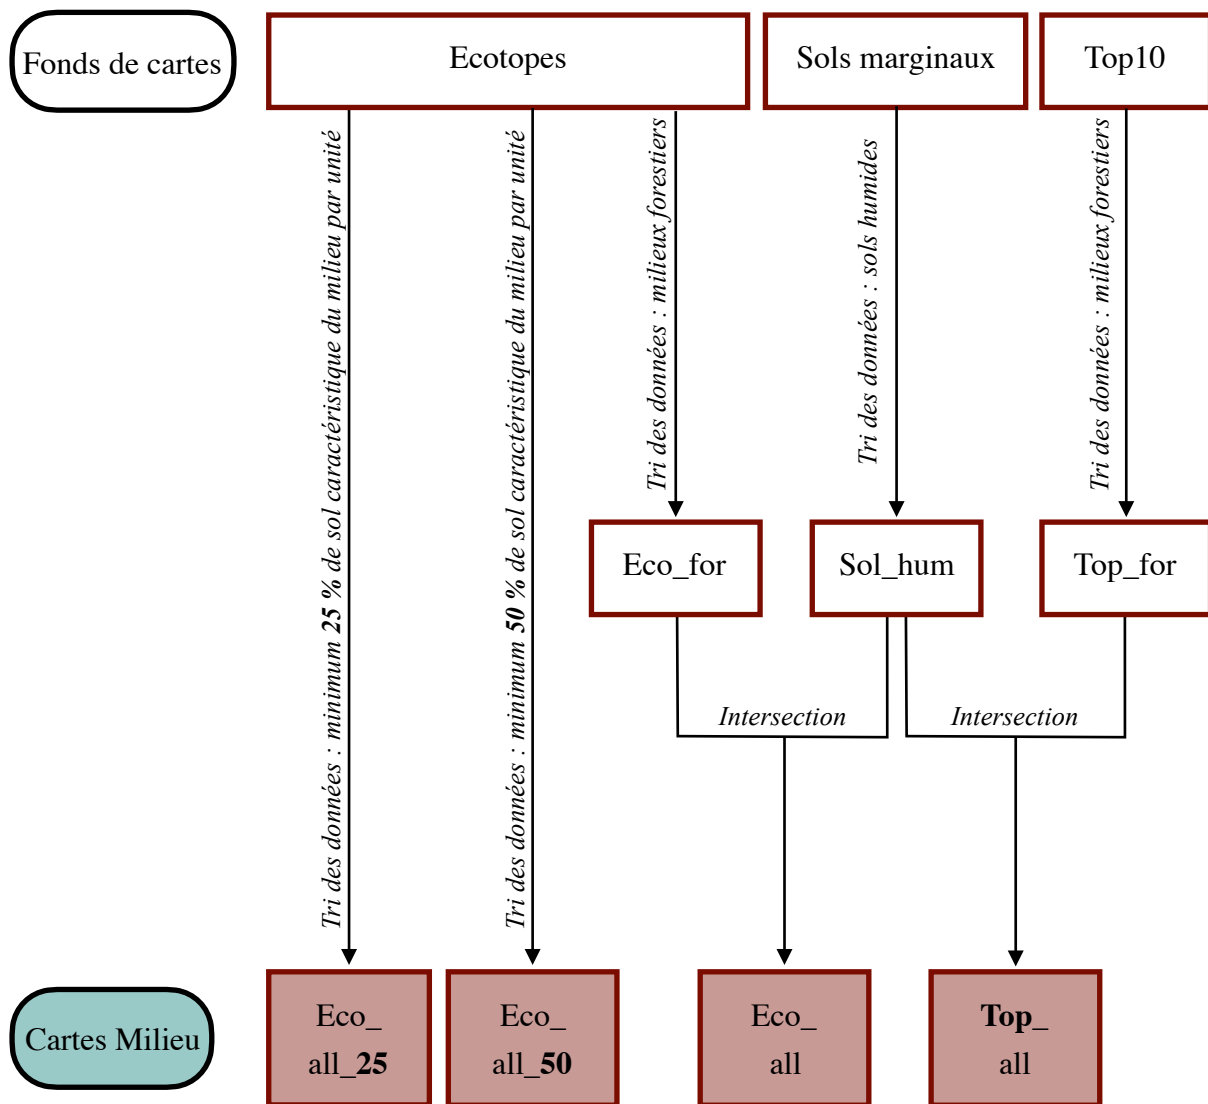 Fonds de cartes
Ecotopes
Sols marginaux
Top10
Tri des données : minimum 25 % de sol caractéristique du milieu par unité
Tri des données : minimum 50 % de sol caractéristique du milieu par unité
Tri des données : milieux forestiers
Tri des données : sols humides
Tri des données : milieux forestiers
Eco_for
Sol_hum
Top_for
Intersection
Intersection
Cartes Milieu
Eco_
all_25
Eco_
all_50
Eco_
all
Top_
all